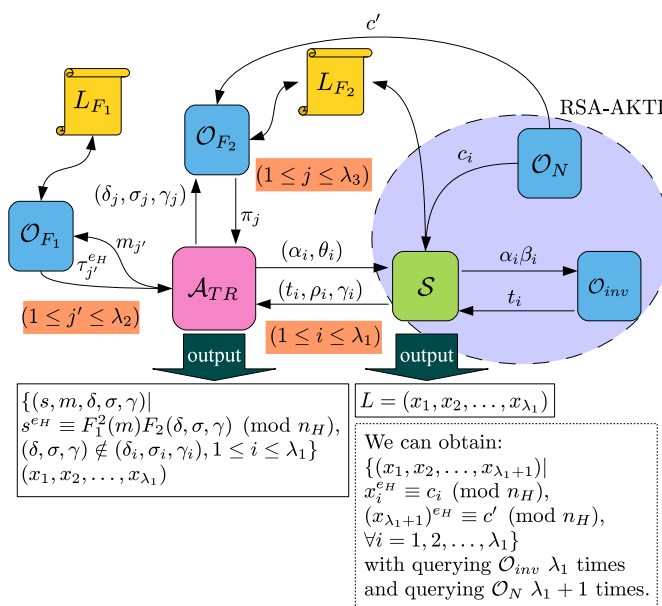 c′
L_{F_1}
L_{F_2}
RSA-AKTI
O_{F_2}
O_N
c_i
(1 ≤ j ≤ λ_3)
(δ_j, σ_j, γ_j)
π_j
O_{F_1}
m_{j′}
τ_{j′}^{e_H}
(α_i, θ_i)
α_iβ_i
A_{TR}
S
O_{inv}
(t_i, ρ_i, γ_i)
t_i
(1 ≤ j′ ≤ λ_2)
(1 ≤ i ≤ λ_1)
output
output
{(s, m, δ, σ, γ)|
s^{e_H} ≡ F_1^2(m)F_2(δ, σ, γ) (mod n_H),
(δ, σ, γ) ∉ (δ_i, σ_i, γ_i), 1 ≤ i ≤ λ_1}
(x_1, x_2, . . . , x_{λ_1})
L = (x_1, x_2, . . . , x_{λ_1})
We can obtain:
{(x_1, x_2, . . . , x_{λ_1+1})|
x_i^{e_H} ≡ c_i (mod n_H),
(x_{λ_1+1})^{e_H} ≡ c′ (mod n_H),
∀i = 1, 2, . . . , λ_1}
with querying O_{inv} λ_1 times
and querying O_N λ_1 + 1 times.